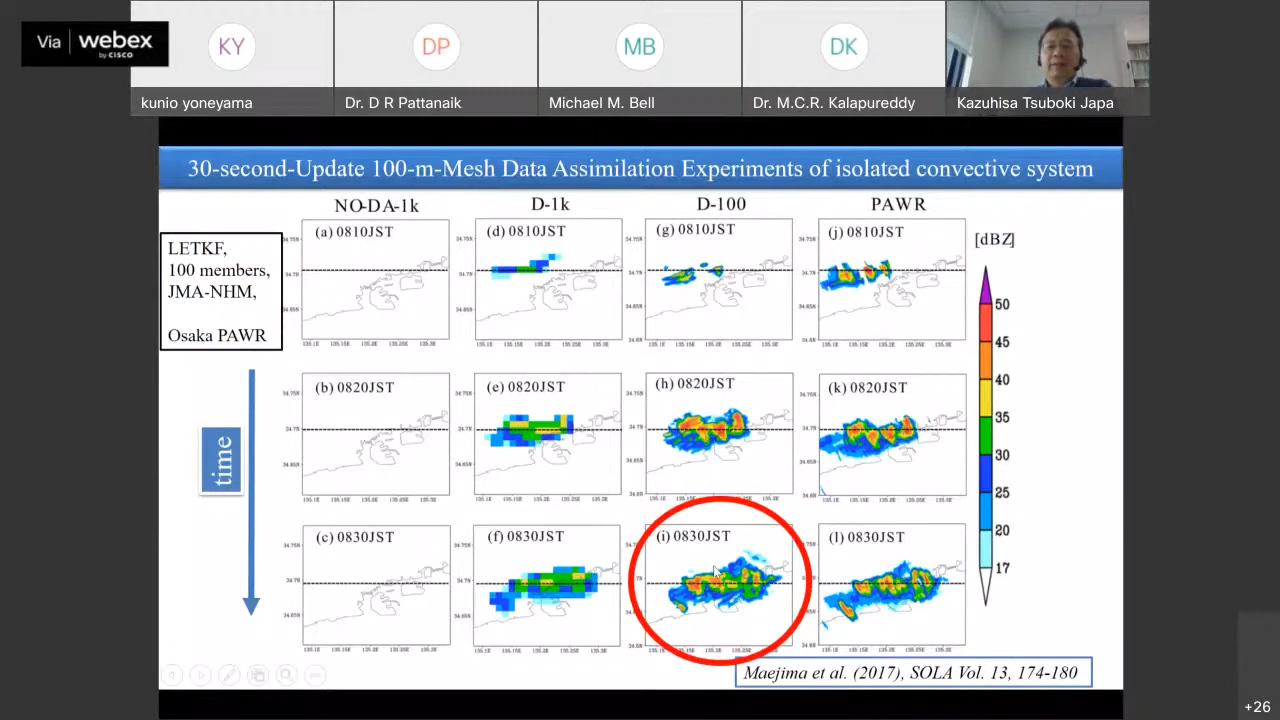 Via webex
by CISCO
KY
DP
MB
DK
kunio yoneyama
Dr. D R Pattanaik
Michael M. Bell
Dr. M.C.R. Kalapureddy
Kazuhisa Tsuboki Japa
30-second-Update 100-m-Mesh Data Assimilation Experiments of isolated convective system
NO-DA-1k
D-1k
D-100
PAWR
LETKF,
100 members,
JMA-NHM,
Osaka PAWR
time
(a) 0810JST
(d) 0810JST
(g) 0810JST
(j) 0810JST
[dBZ]
(b) 0820JST
(e) 0820JST
(h) 0820JST
(k) 0820JST
(c) 0830JST
(f) 0830JST
(i) 0830JST
(l) 0830JST
50
45
40
35
30
25
20
17
Maejima et al. (2017), SOLA Vol. 13, 174-180
+26